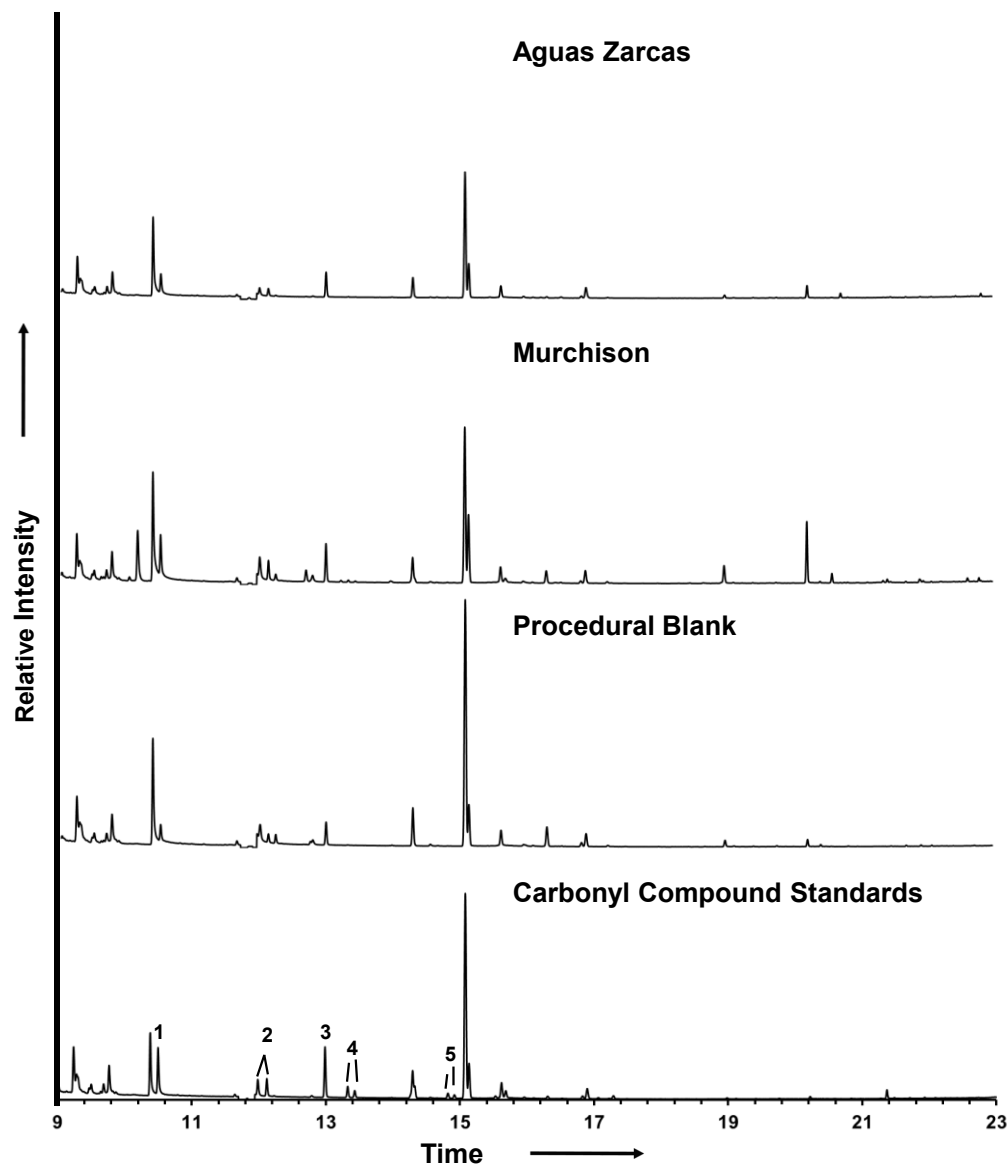 Aguas Zarcas
Murchison
Relative Intensity
Procedural Blank
Carbonyl Compound Standards
1
2
3
4
5
9 11 13 15 17 19 21 23
Time